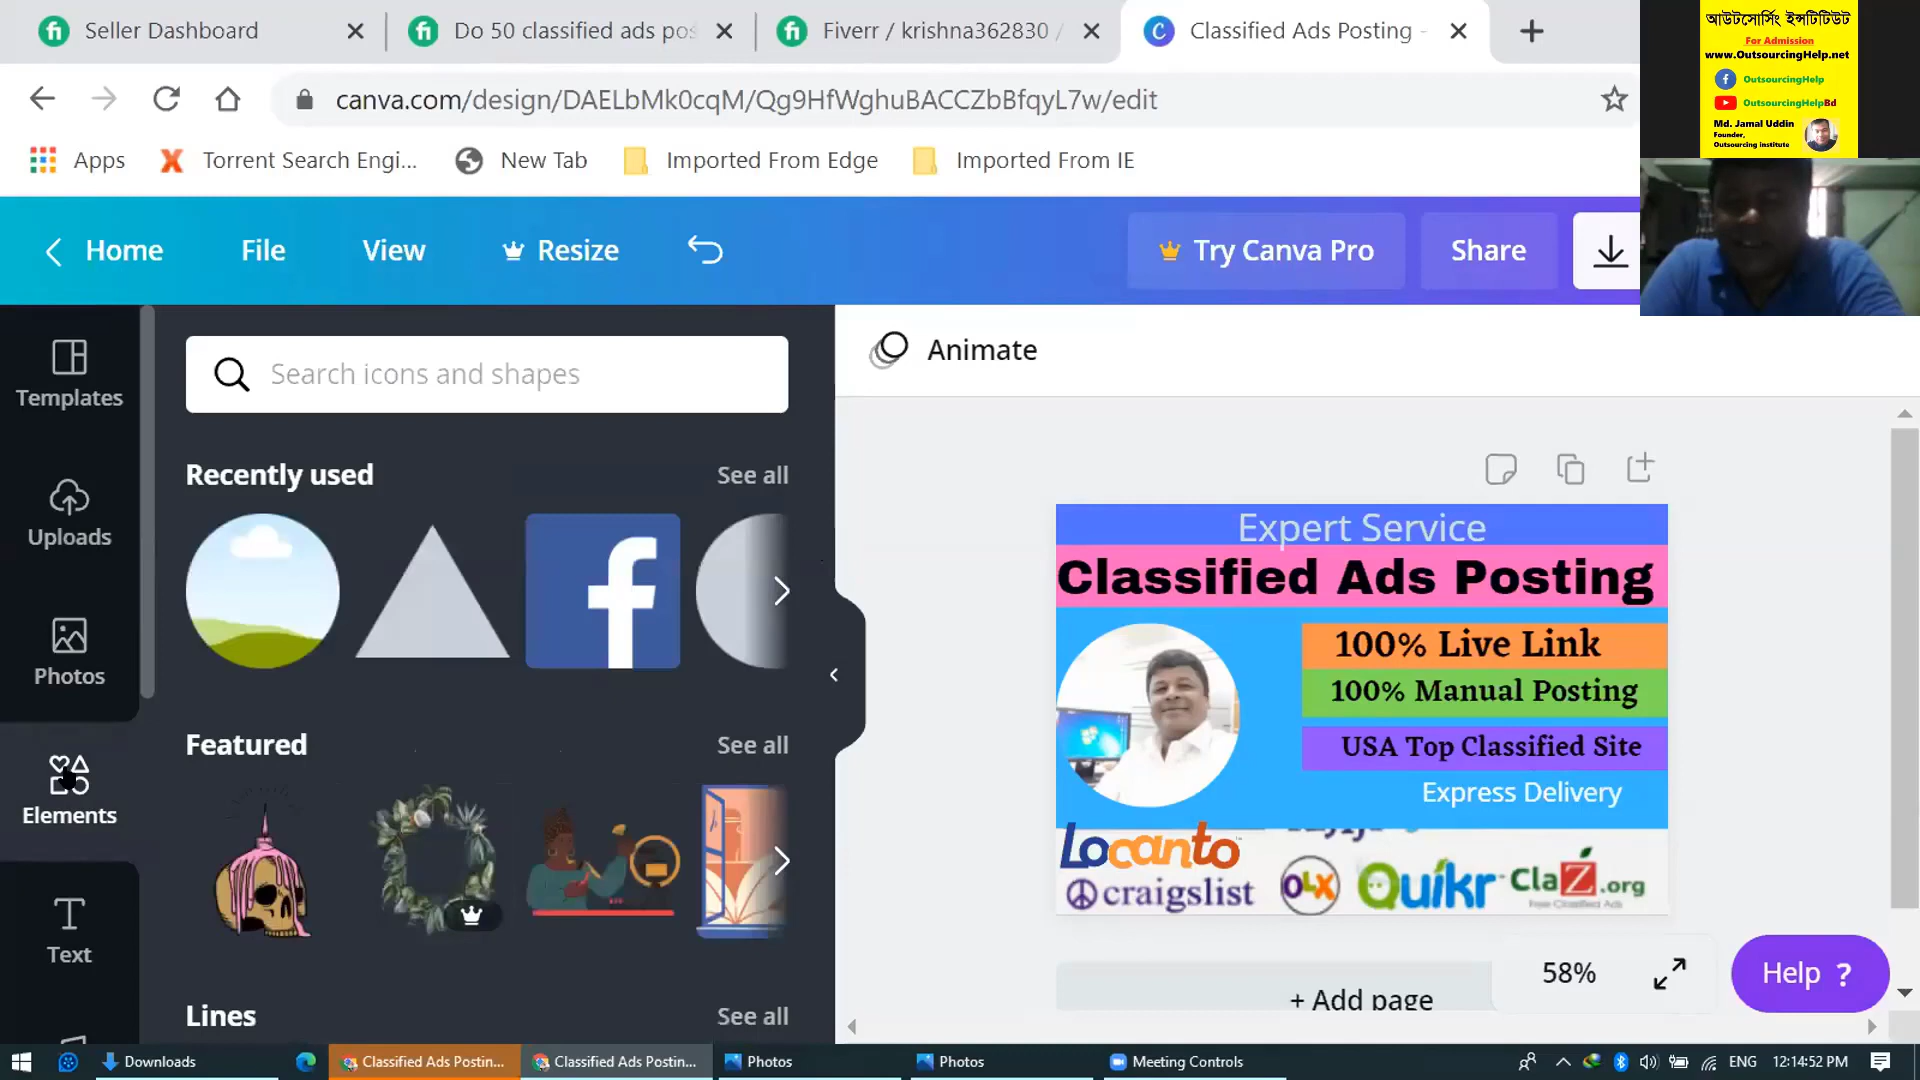 Seller Dashboard
Do 50 classified ads pos
Fiverr / krishna362830 /
Classified Ads Posting -
canva.com/design/DAELbMk0cqM/Qg9HfWghuBACCZbBfqyL7w/edit
Apps
Torrent Search Engi...
New Tab
Imported From Edge
Imported From IE
আউটসোর্সিং ইন্সটিটিউট
For Admission
www.OutsourcingHelp.net
OutsourcingHelp
OutsourcingHelpBd
Md. Jamal Uddin
Founder,
Outsourcing institute
Home
File
View
Resize
Try Canva Pro
Share
Templates
Uploads
Photos
Elements
Text
Search icons and shapes
Recently used
See all
Featured
See all
Lines
See all
Animate
Expert Service
Classified Ads Posting
100% Live Link
100% Manual Posting
USA Top Classified Site
Express Delivery
Locanto
craigslist
OLX
Quikr
ClaZ.org
Free Classified Ads
+ Add page
58%
Help ?
Downloads
Classified Ads Postin...
Classified Ads Postin...
Photos
Photos
Meeting Controls
ENG
12:14:52 PM